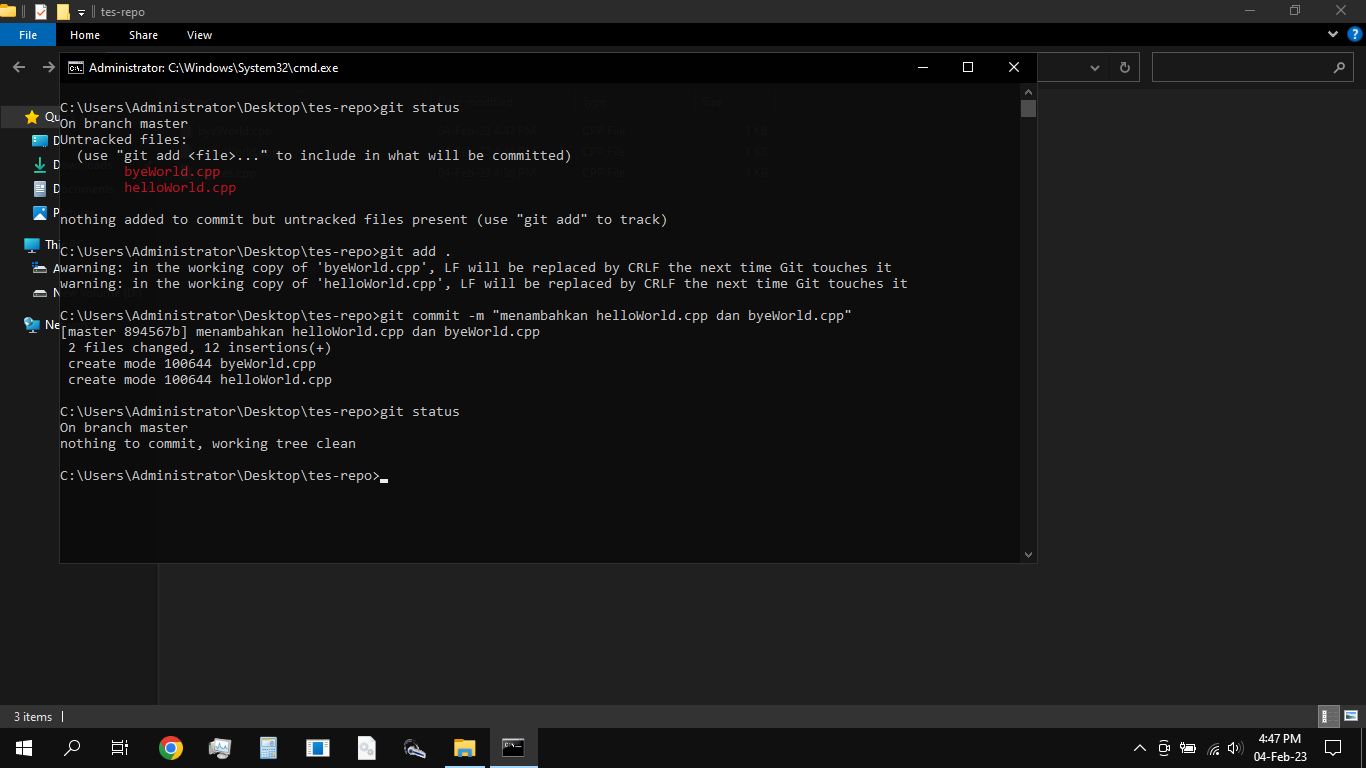 tes-repo
File Home Share View
Administrator: C:\Windows\System32\cmd.exe
C:\Users\Administrator\Desktop\tes-repo>git status
On branch master
Untracked files:
(use "git add <file>..." to include in what will be committed)
byeWorld.cpp
helloWorld.cpp
nothing added to commit but untracked files present (use "git add" to track)
C:\Users\Administrator\Desktop\tes-repo>git add .
warning: in the working copy of 'byeWorld.cpp', LF will be replaced by CRLF the next time Git touches it
warning: in the working copy of 'helloWorld.cpp', LF will be replaced by CRLF the next time Git touches it
C:\Users\Administrator\Desktop\tes-repo>git commit -m "menambahkan helloWorld.cpp dan byeWorld.cpp"
[master 894567b] menambahkan helloWorld.cpp dan byeWorld.cpp
2 files changed, 12 insertions(+)
create mode 100644 byeWorld.cpp
create mode 100644 helloWorld.cpp
C:\Users\Administrator\Desktop\tes-repo>git status
On branch master
nothing to commit, working tree clean
C:\Users\Administrator\Desktop\tes-repo>
3 items
4:47 PM
04-Feb-23